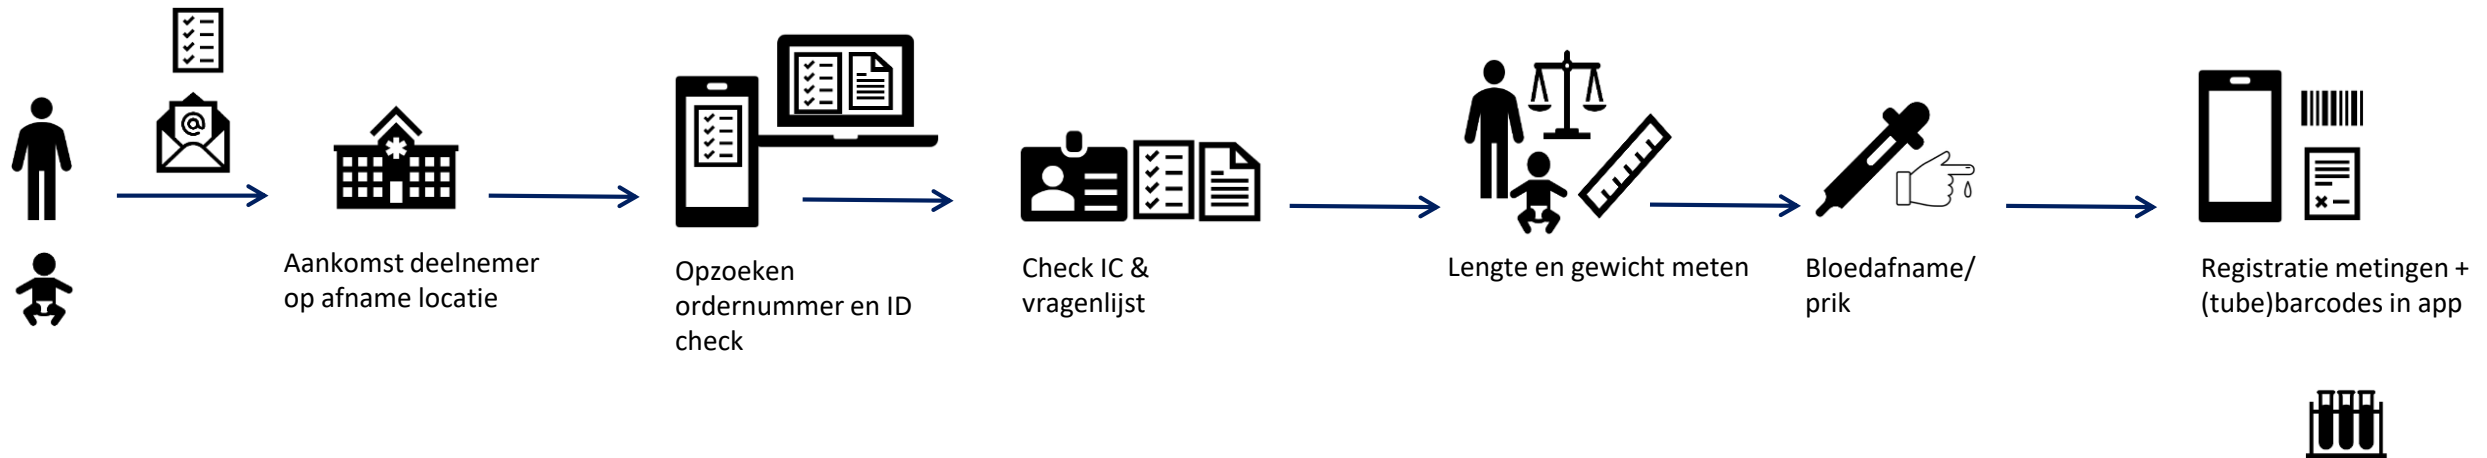 @
Aankomst deelnemer
op afname locatie
Opzoeken
ordernummer en ID
check
Check IC &
vragenlijst
Lengte en gewicht meten
Bloedafname/
prik
Registratie metingen +
(tube)barcodes in app